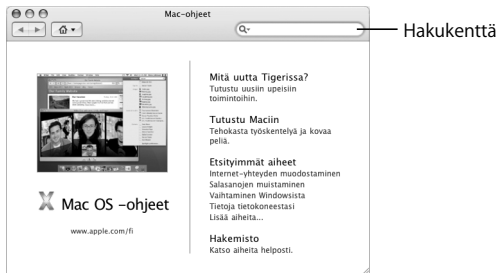 Mac-ohjeet
Hakukenttä
Mitä uutta Tigerissa?
Tutustu uusiin upeisiin
toimintoihin.
Tutustu Maciin
Tehokasta työskentelyä ja kovaa
peliä.
Etsityimmät aiheet
Internet-yhteyden muodostaminen
Salasanojen muistaminen
Vaihtaminen Windowsista
Tietoja tietokoneestasi
Lisää aiheita...
Hakemisto
Katso aiheita helposti.
Mac OS -ohjeet
www.apple.com/fi